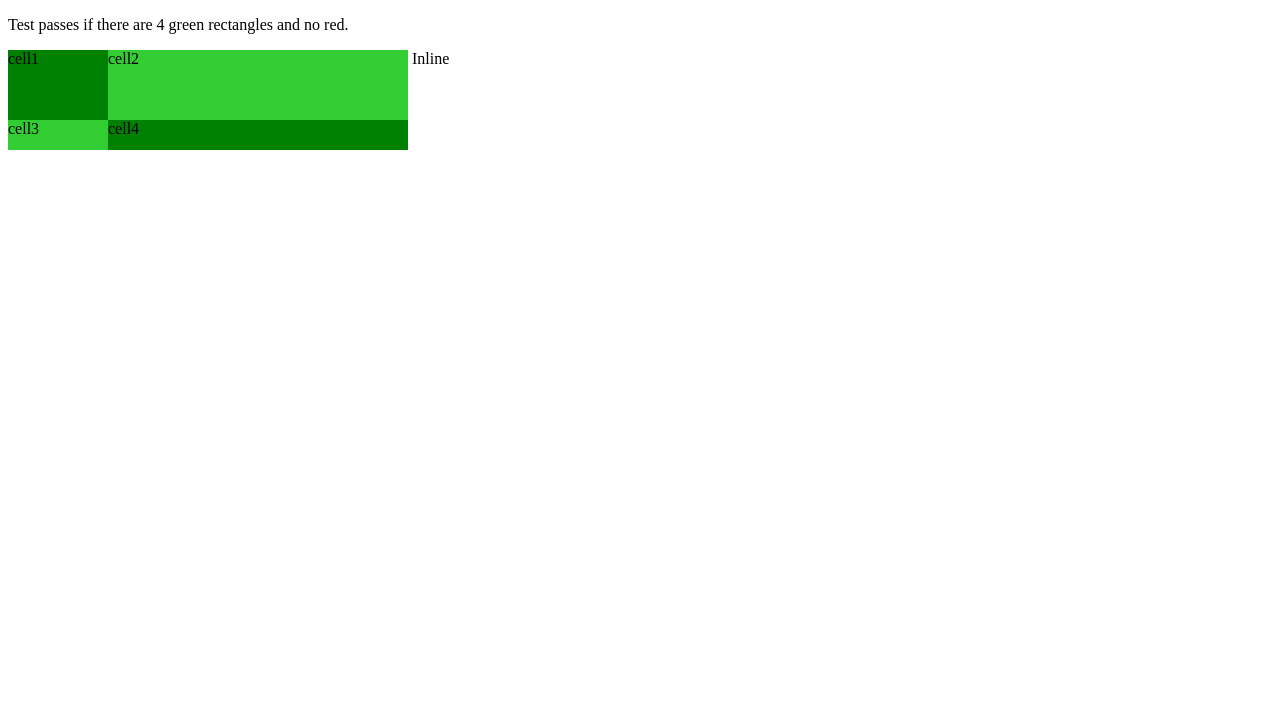 Test passes if there are 4 green rectangles and no red.
cell1 cell2 Inline
cell3 cell4